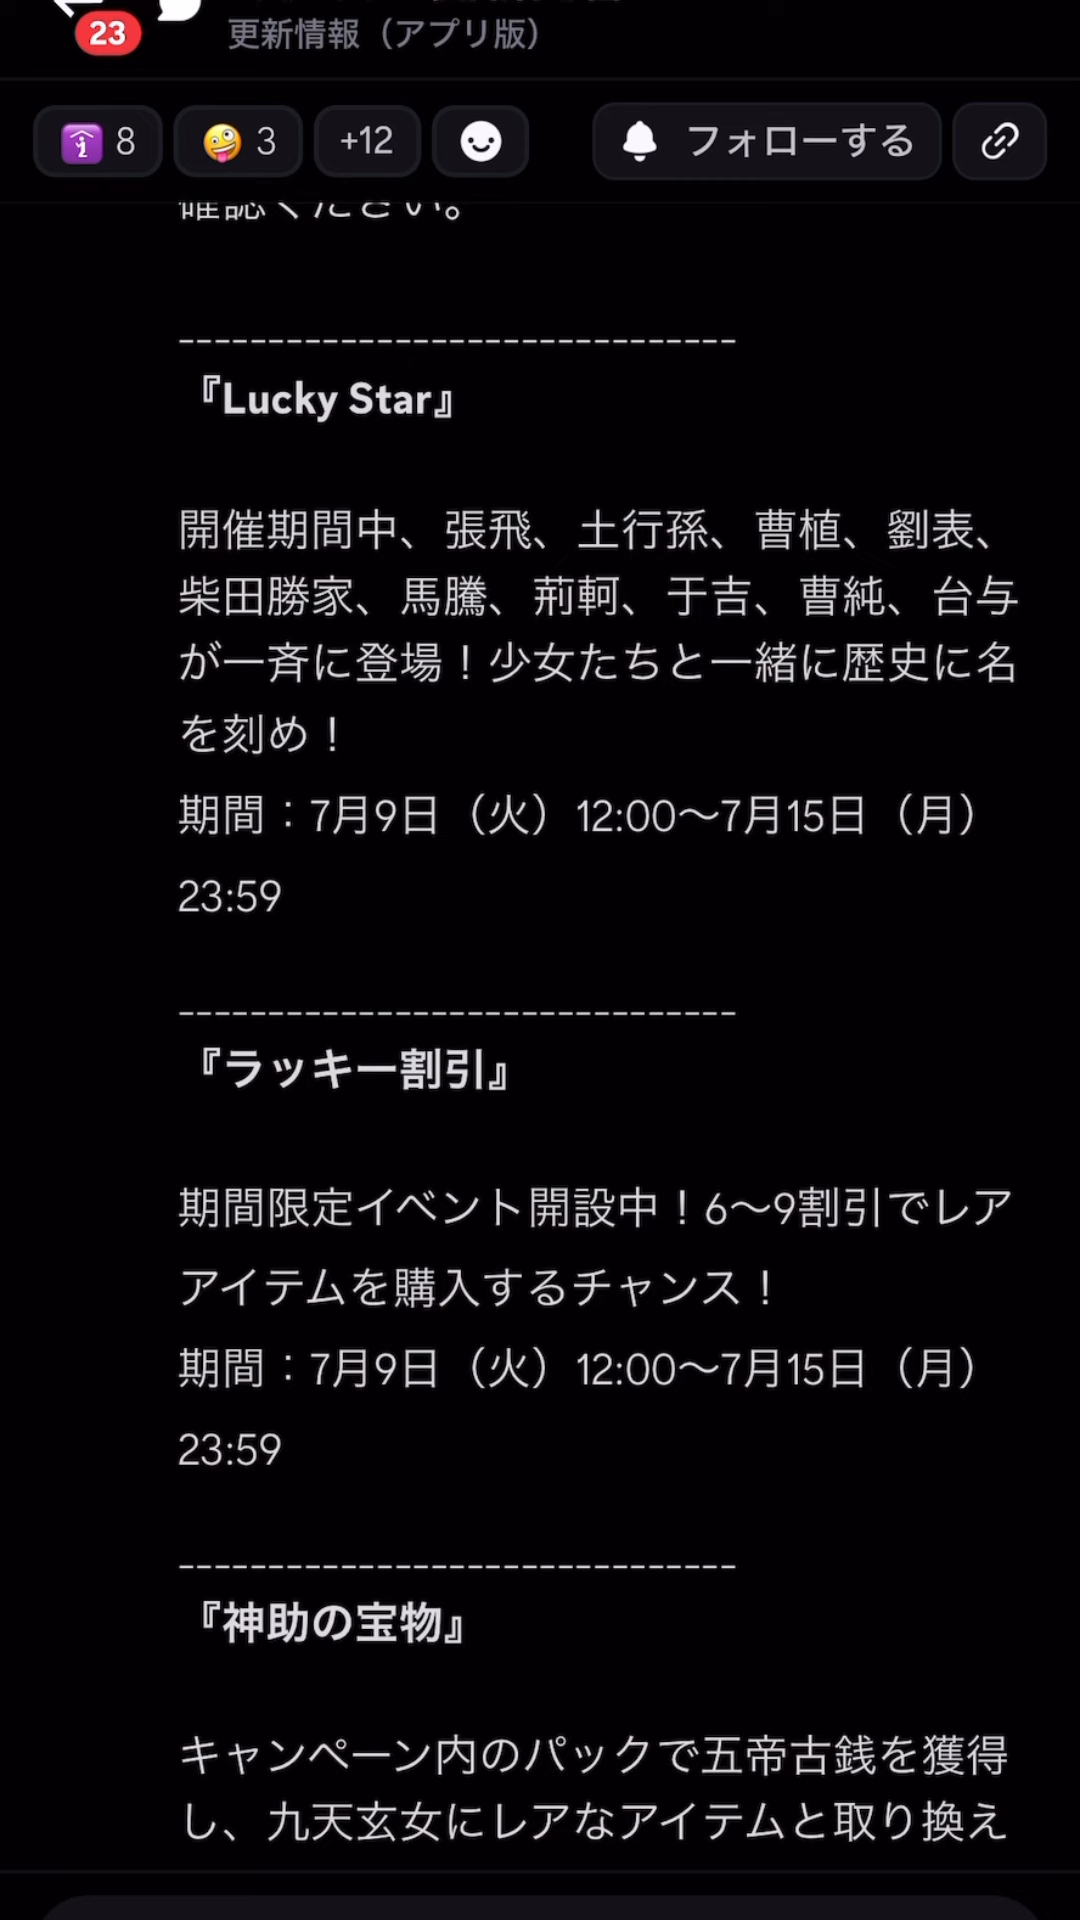 23
更新情報（アプリ版）
8
3
+12
フォローする
確認ください。
-------------------------------
『Lucky Star』
開催期間中、張飛、土行孫、曹植、劉表、
柴田勝家、馬騰、荊軻、于吉、曹純、台与
が一斉に登場！少女たちと一緒に歴史に名
を刻め！
期間：7月9日（火）12:00～7月15日（月）
23:59
-------------------------------
『ラッキー割引』
期間限定イベント開設中！6～9割引でレア
アイテムを購入するチャンス！
期間：7月9日（火）12:00～7月15日（月）
23:59
-------------------------------
『神助の宝物』
キャンペーン内のパックで五帝古銭を獲得
し、九天玄女にレアなアイテムと取り換え